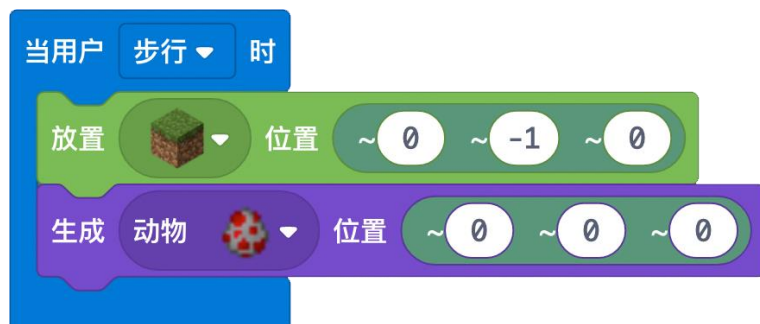 当用户 步行 时
放置 位置 ~0 ~-1 ~0
生成 动物 位置 ~0 ~0 ~0